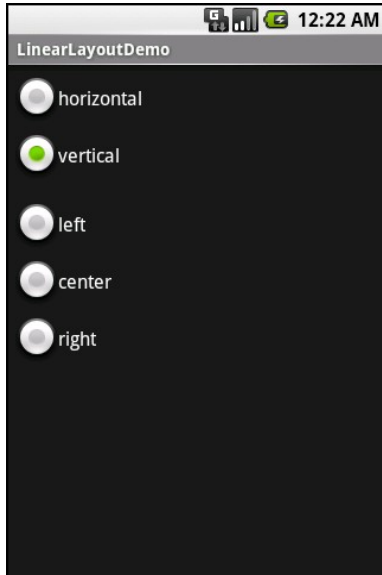 G 12:22 AM
LinearLayoutDemo
horizontal
vertical
left
center
right